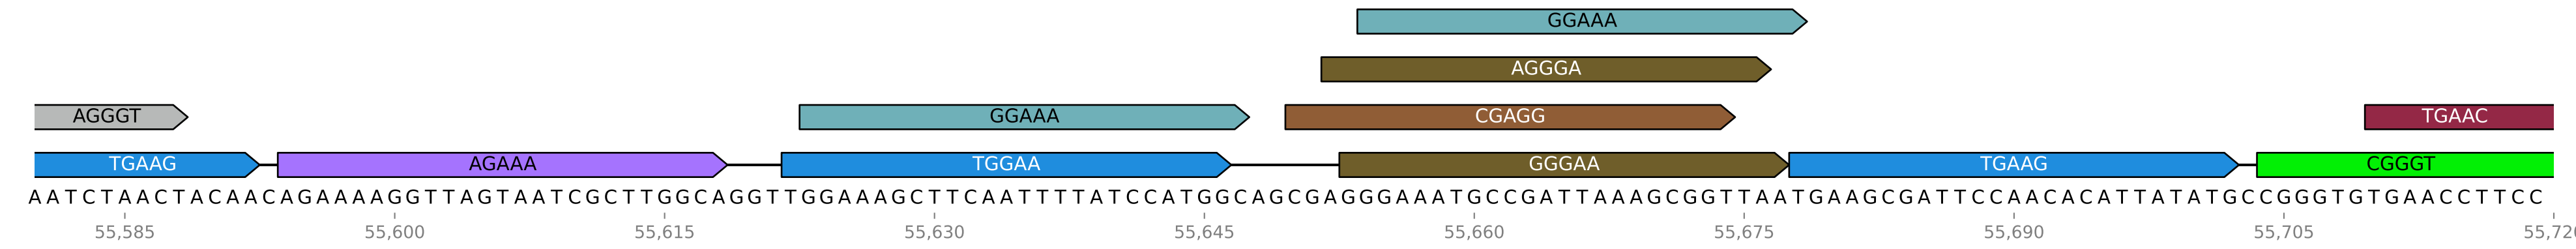 GGAAA
AGGGA
AGGGT GGAAA CGAGG TGAAC
TGAAG AGAAA TGGAA GGGAA TGAAG CGGGT
AATCTAACTACAACAGAAAAGGTTAGTAATCGCTTGGCAGGTTGGAAAGCTTCAATTTTATCCATGGCAGCGAGGGAAATGCCGATTAAAGCGGTTAATGAAGCGATTCCAACACATTATATGCCGGGTGTGAACCTTCC
55,585 55,600 55,615 55,630 55,645 55,660 55,675 55,690 55,705